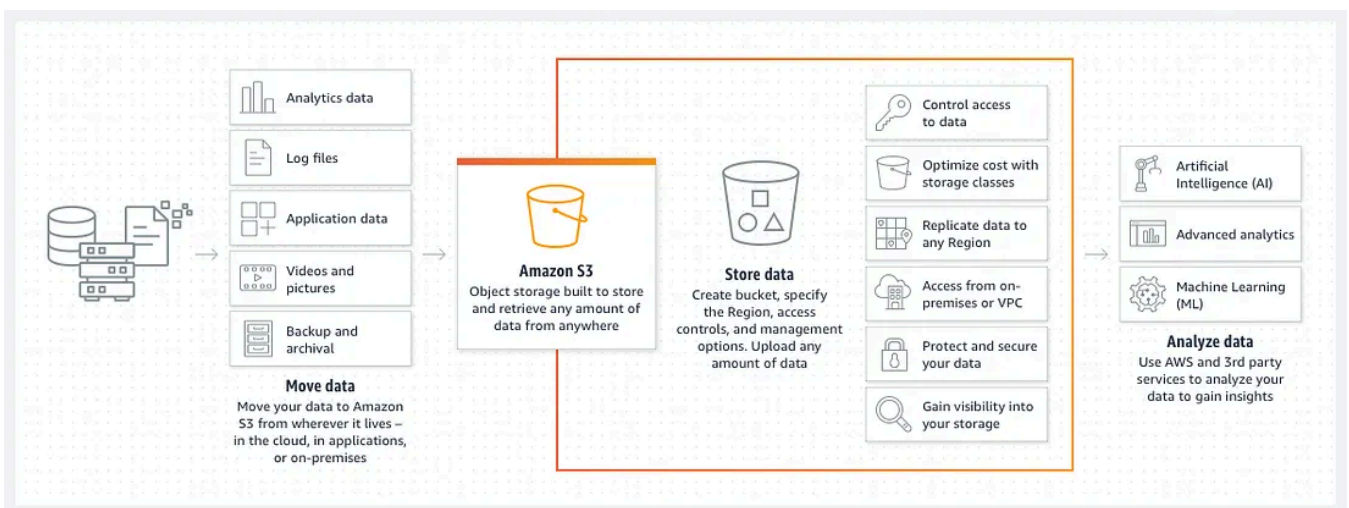 Analytics data
Log files
Application data
Videos and
pictures
Backup and
archival
Move data
Move your data to Amazon
S3 from wherever it lives –
in the cloud, in applications,
or on-premises
Amazon S3
Object storage built to store
and retrieve any amount of
data from anywhere
Store data
Create bucket, specify
the Region, access
controls, and management
options. Upload any
amount of data
Control access
to data
Optimize cost with
storage classes
Replicate data to
any Region
Access from on-
premises or VPC
Protect and secure
your data
Gain visibility into
your storage
Artificial
Intelligence (AI)
Advanced analytics
Machine Learning
(ML)
Analyze data
Use AWS and 3rd party
services to analyze your
data to gain insights